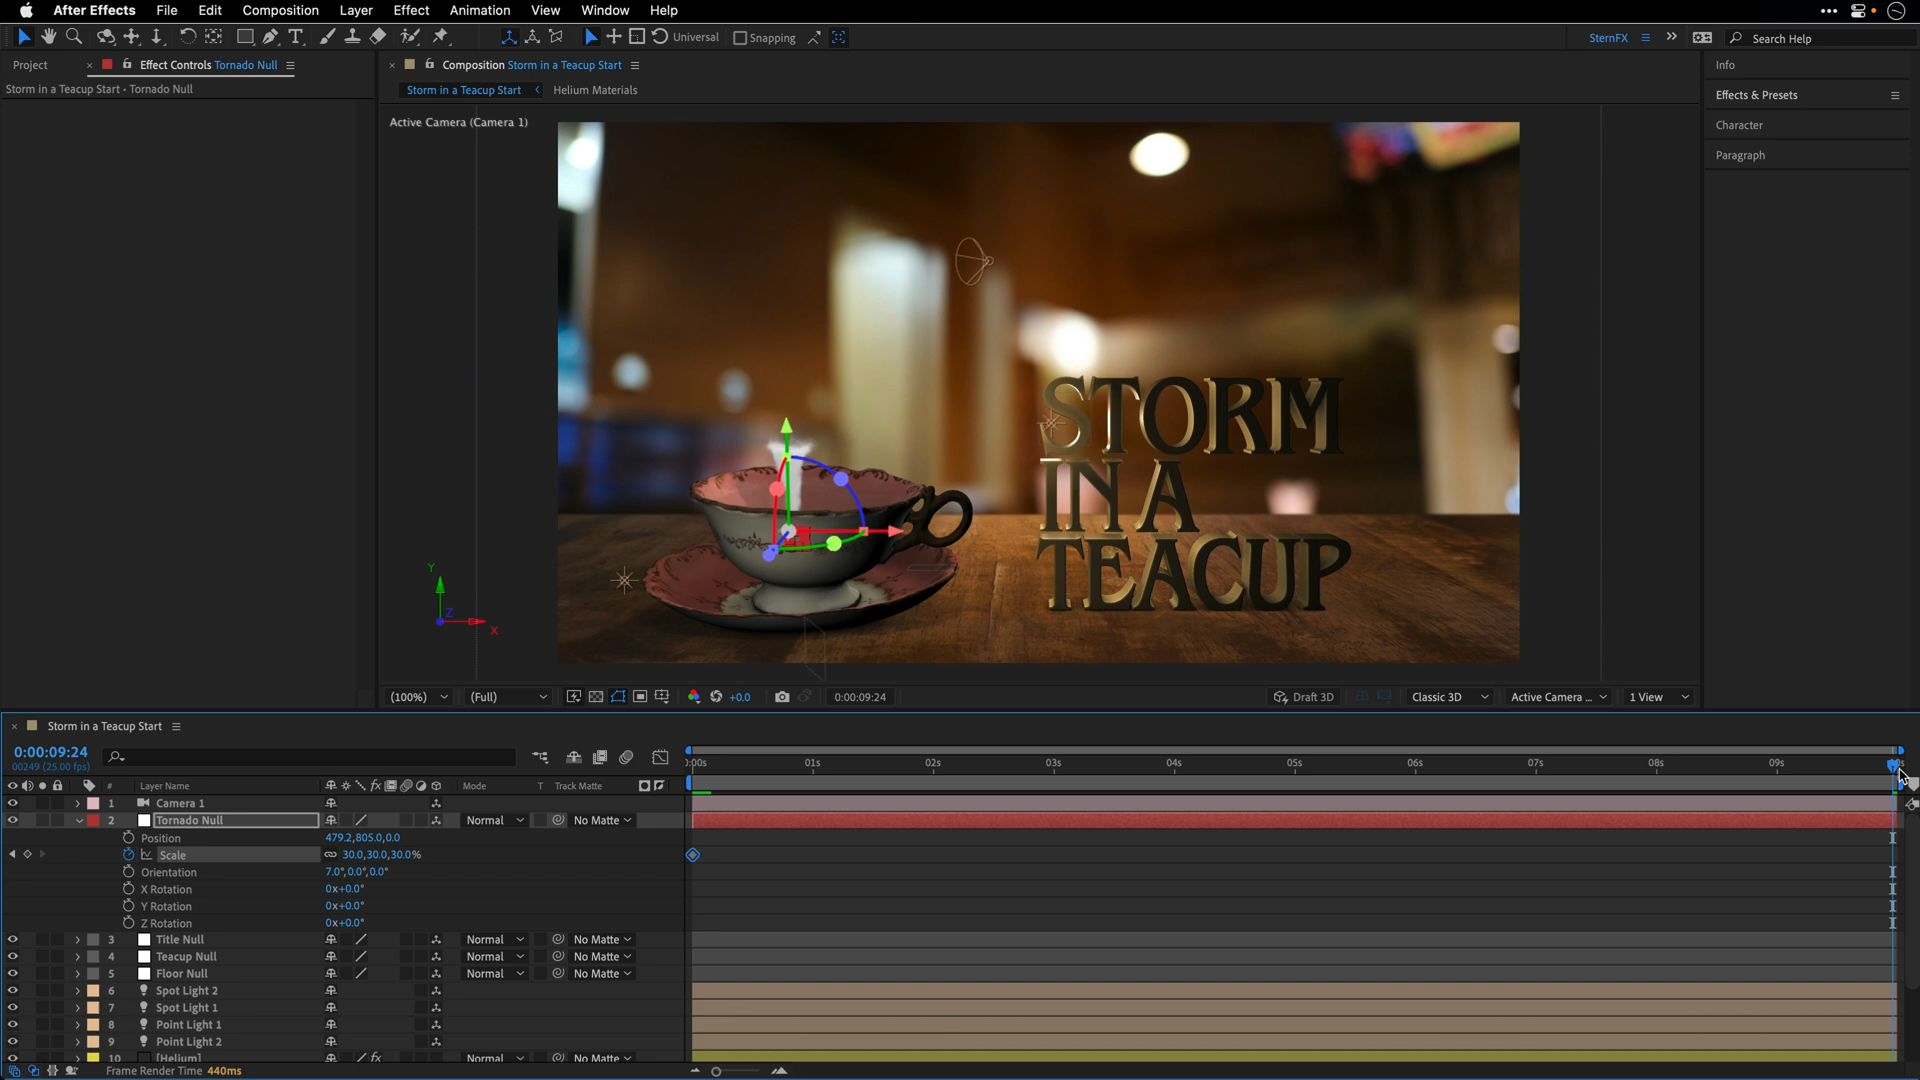 After Effects File Edit Composition Layer Effect Animation View Window Help
Universal Snapping SternFX Search Help
Project Effect Controls Tornado Null
Composition Storm in a Teacup Start
Info
Storm in a Teacup Start • Tornado Null
Storm in a Teacup Start Helium Materials
Effects & Presets
Character
Paragraph
Active Camera (Camera 1)
STORM
IN A
TEACUP
Y
Z
X
(100%) (Full) +0.0 0:00:09:24 Draft 3D Classic 3D Active Camera ... 1 View
Storm in a Teacup Start
0:00:09:24
00249 (25.00 fps)
01s 02s 03s 04s 05s 06s 07s 08s 09s
# Layer Name Mode T Track Matte
1 Camera 1
2 Tornado Null Normal No Matte
Position 479.2,805.0,0.0
Scale 30.0,30.0,30.0%
Orientation 7.0°,0.0°,0.0°
X Rotation 0x+0.0°
Y Rotation 0x+0.0°
Z Rotation 0x+0.0°
3 Title Null Normal No Matte
4 Teacup Null Normal No Matte
5 Floor Null Normal No Matte
6 Spot Light 2
7 Spot Light 1
8 Point Light 1
9 Point Light 2
10 [Helium] Normal No Matte
Frame Render Time 440ms